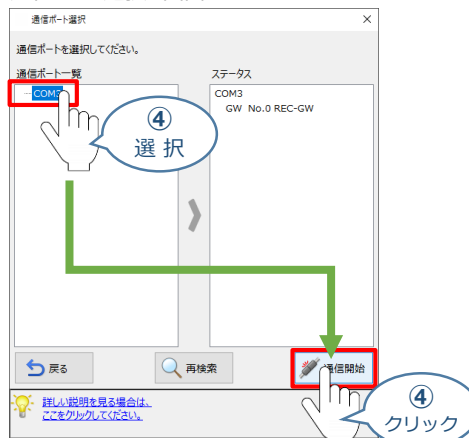 通信ポート選択
×
通信ポートを選択してください。
通信ポート一覧
ステータス
COM3
COM3
GW No.0 REC-GW
④
選 択
戻る
再検索
通信開始
詳しい説明を見る場合は、
ここをクリックしてください。
④
クリック